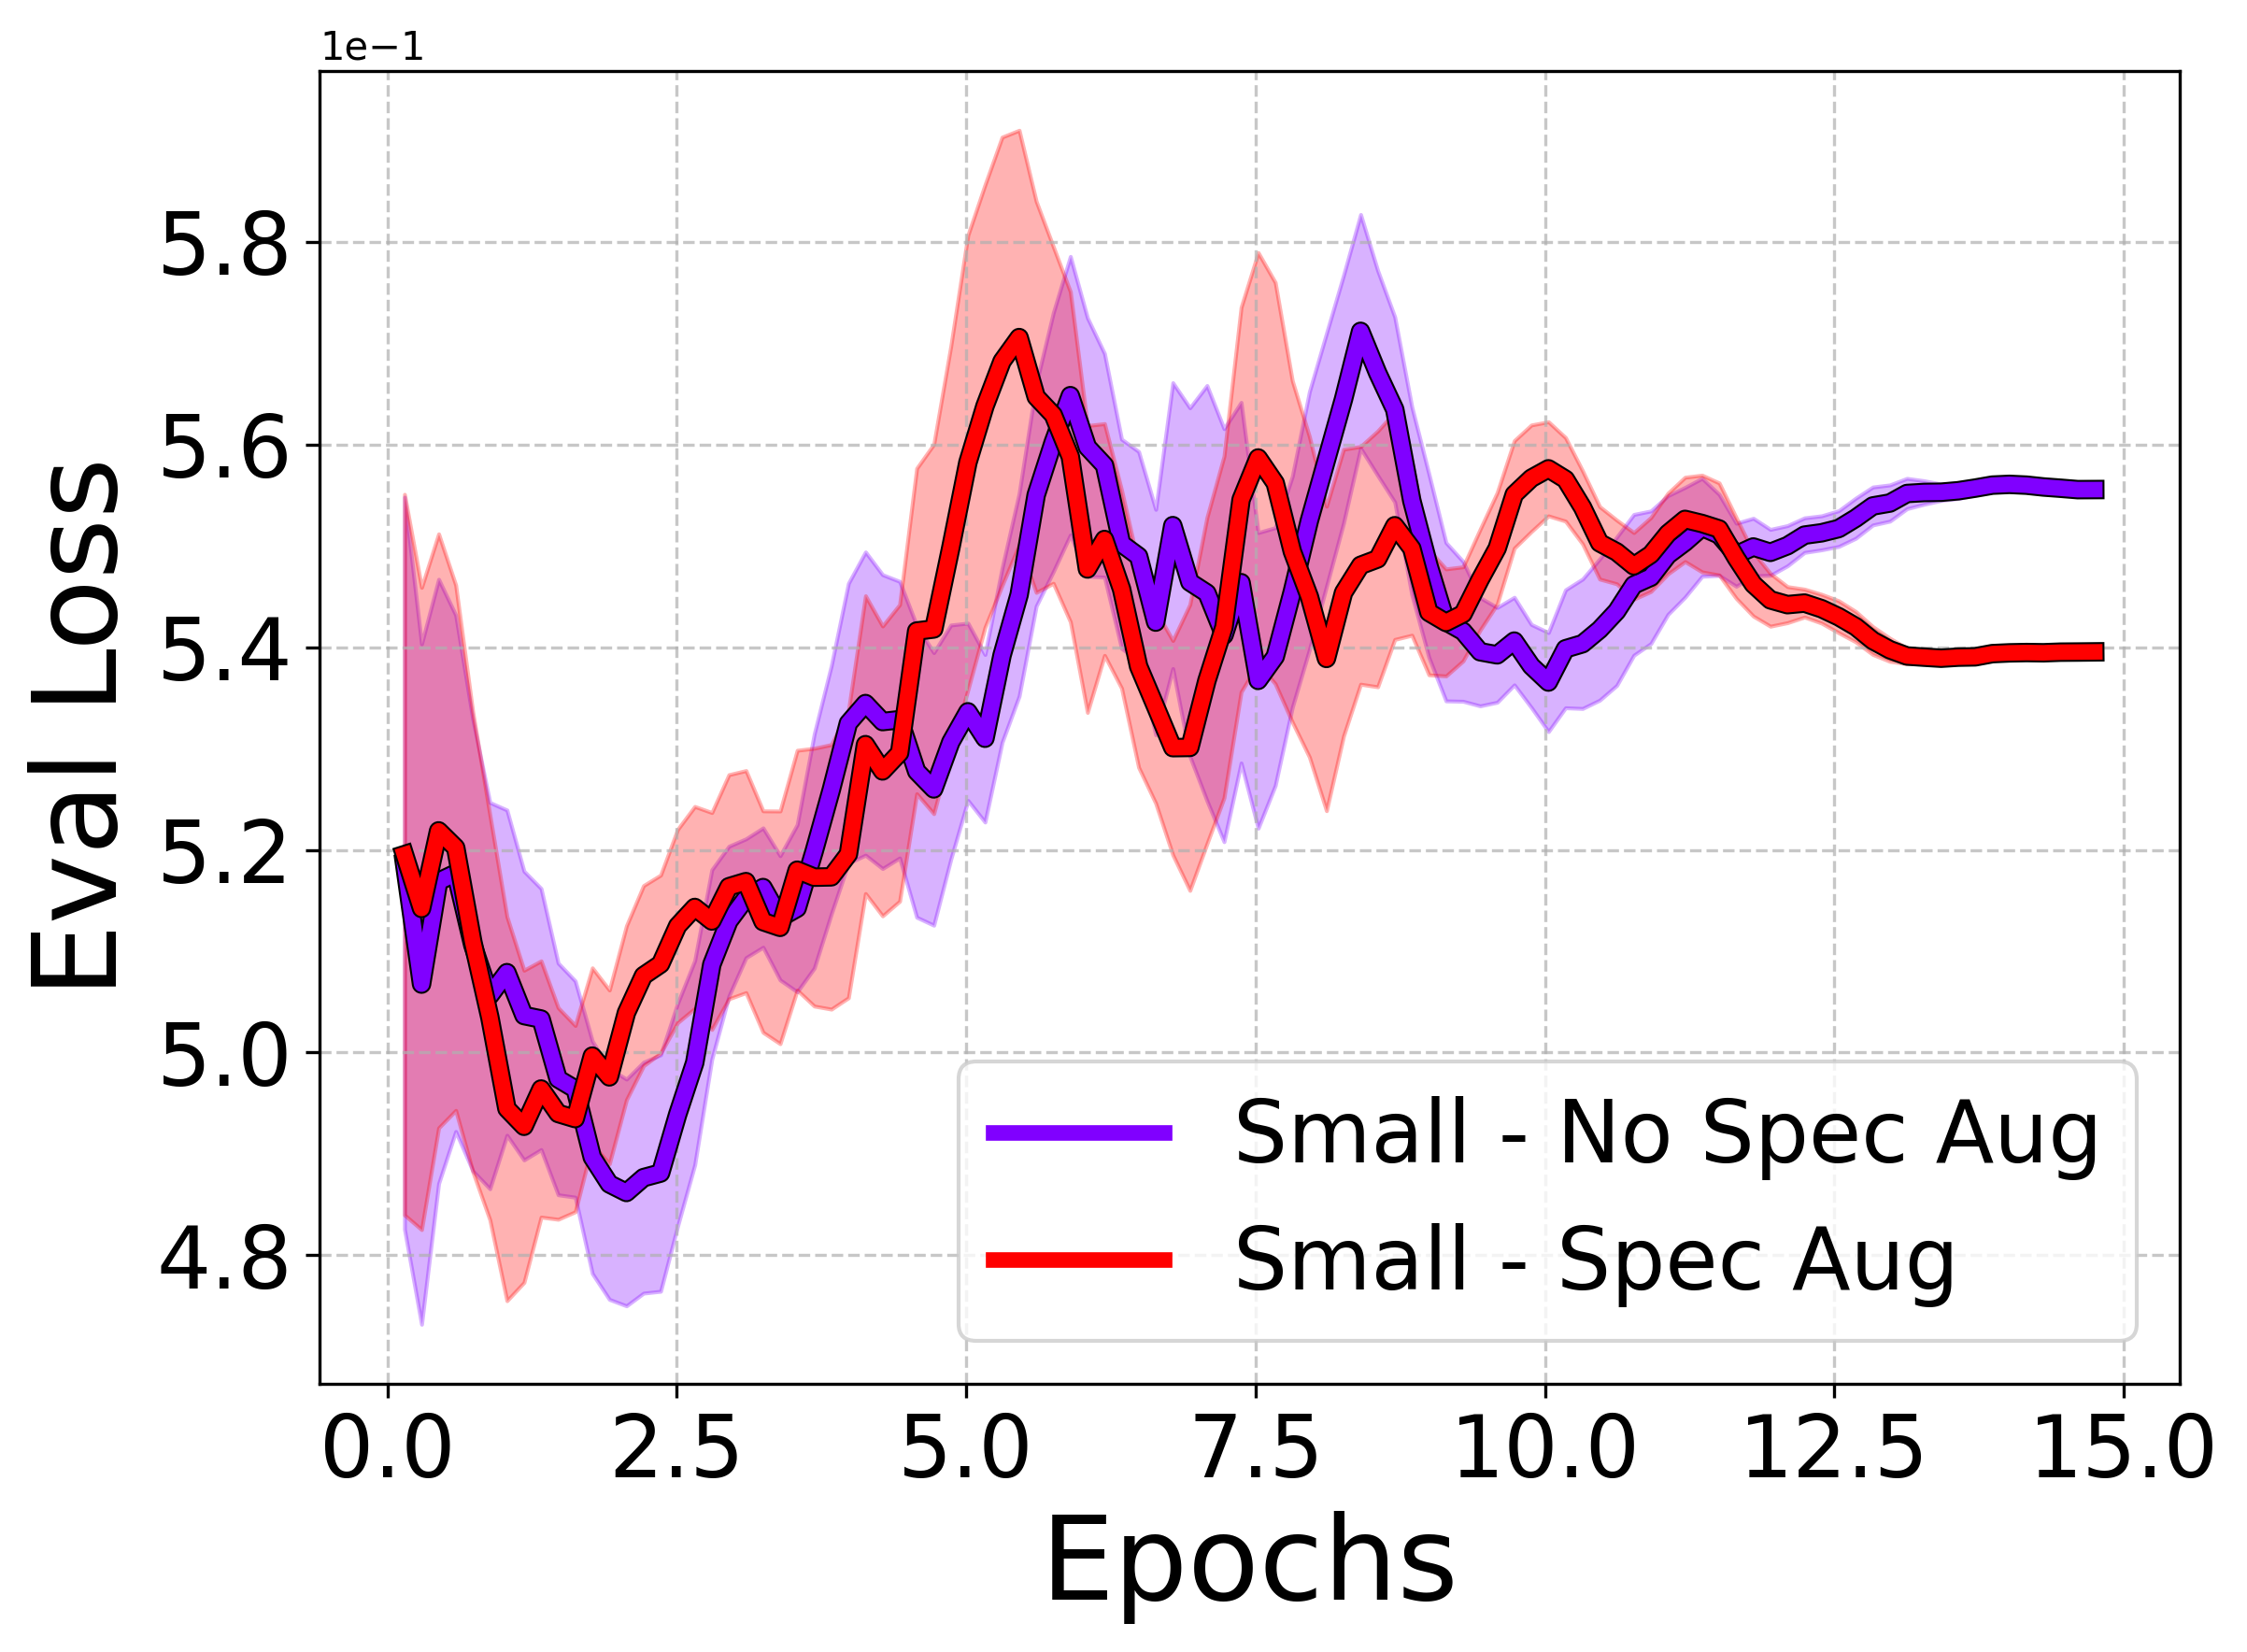 1e−1
5.8
5.6
5.4
5.2
5.0
4.8
Eval Loss
Small - No Spec Aug
Small - Spec Aug
0.0 2.5 5.0 7.5 10.0 12.5 15.0
Epochs